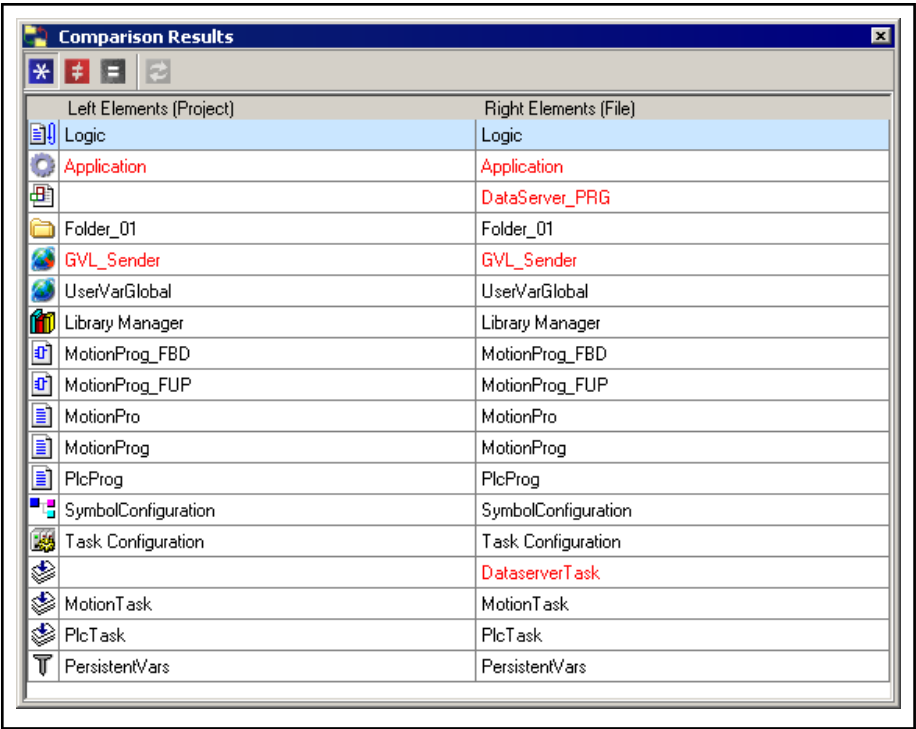 Comparison Results
Left Elements (Project) Right Elements (File)
Logic Logic
Application Application
DataServer_PRG
Folder_01 Folder_01
GVL_Sender GVL_Sender
UserVarGlobal UserVarGlobal
Library Manager Library Manager
MotionProg_FBD MotionProg_FBD
MotionProg_FUP MotionProg_FUP
MotionPro MotionPro
MotionProg MotionProg
PlcProg PlcProg
SymbolConfiguration SymbolConfiguration
Task Configuration Task Configuration
DataserverTask
MotionTask MotionTask
PlcTask PlcTask
PersistentVars PersistentVars